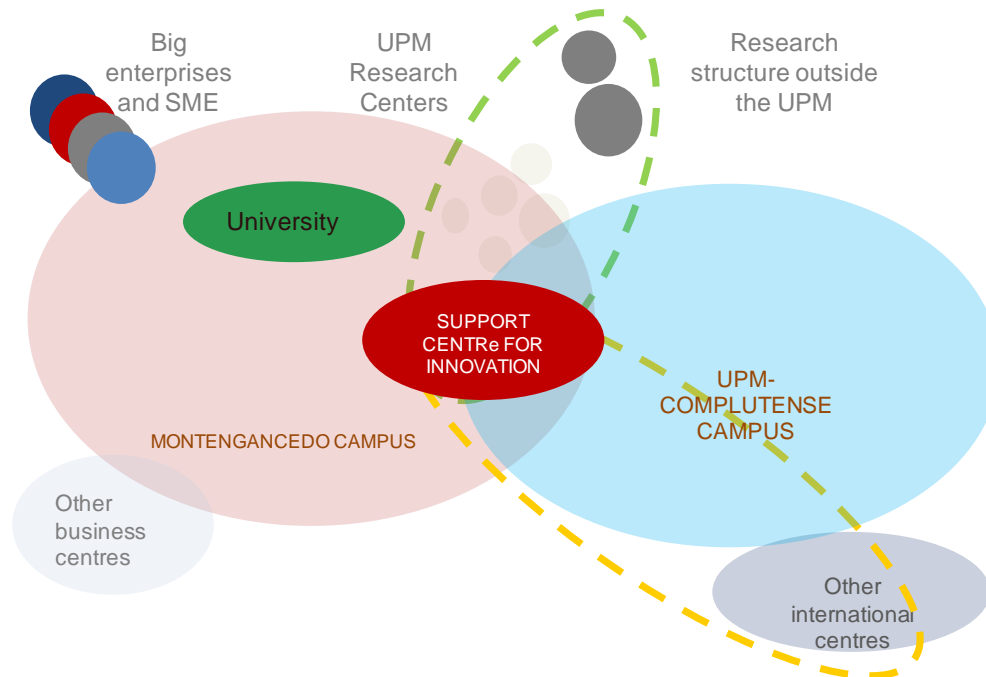 Big
enterprises
and SME
UPM
Research
Centers
Research
structure outside
the UPM
University
SUPPORT
CENTRe FOR
INNOVATION
UPM-
COMPLUTENSE
CAMPUS
MONTENGANCEDO CAMPUS
Other
business
centres
Other
international
centres